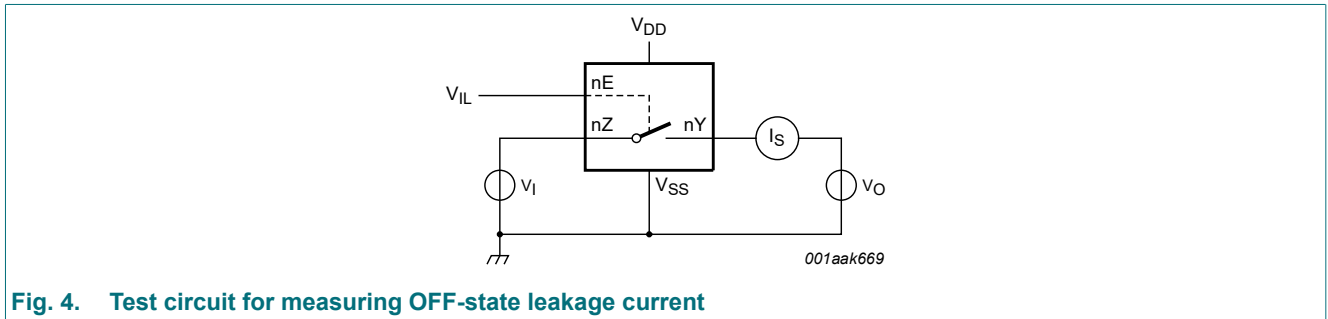 VDD
nE
VIL
nZ
nY
IS
VI
VSS
VO
001aak669
Fig. 4. Test circuit for measuring OFF-state leakage current